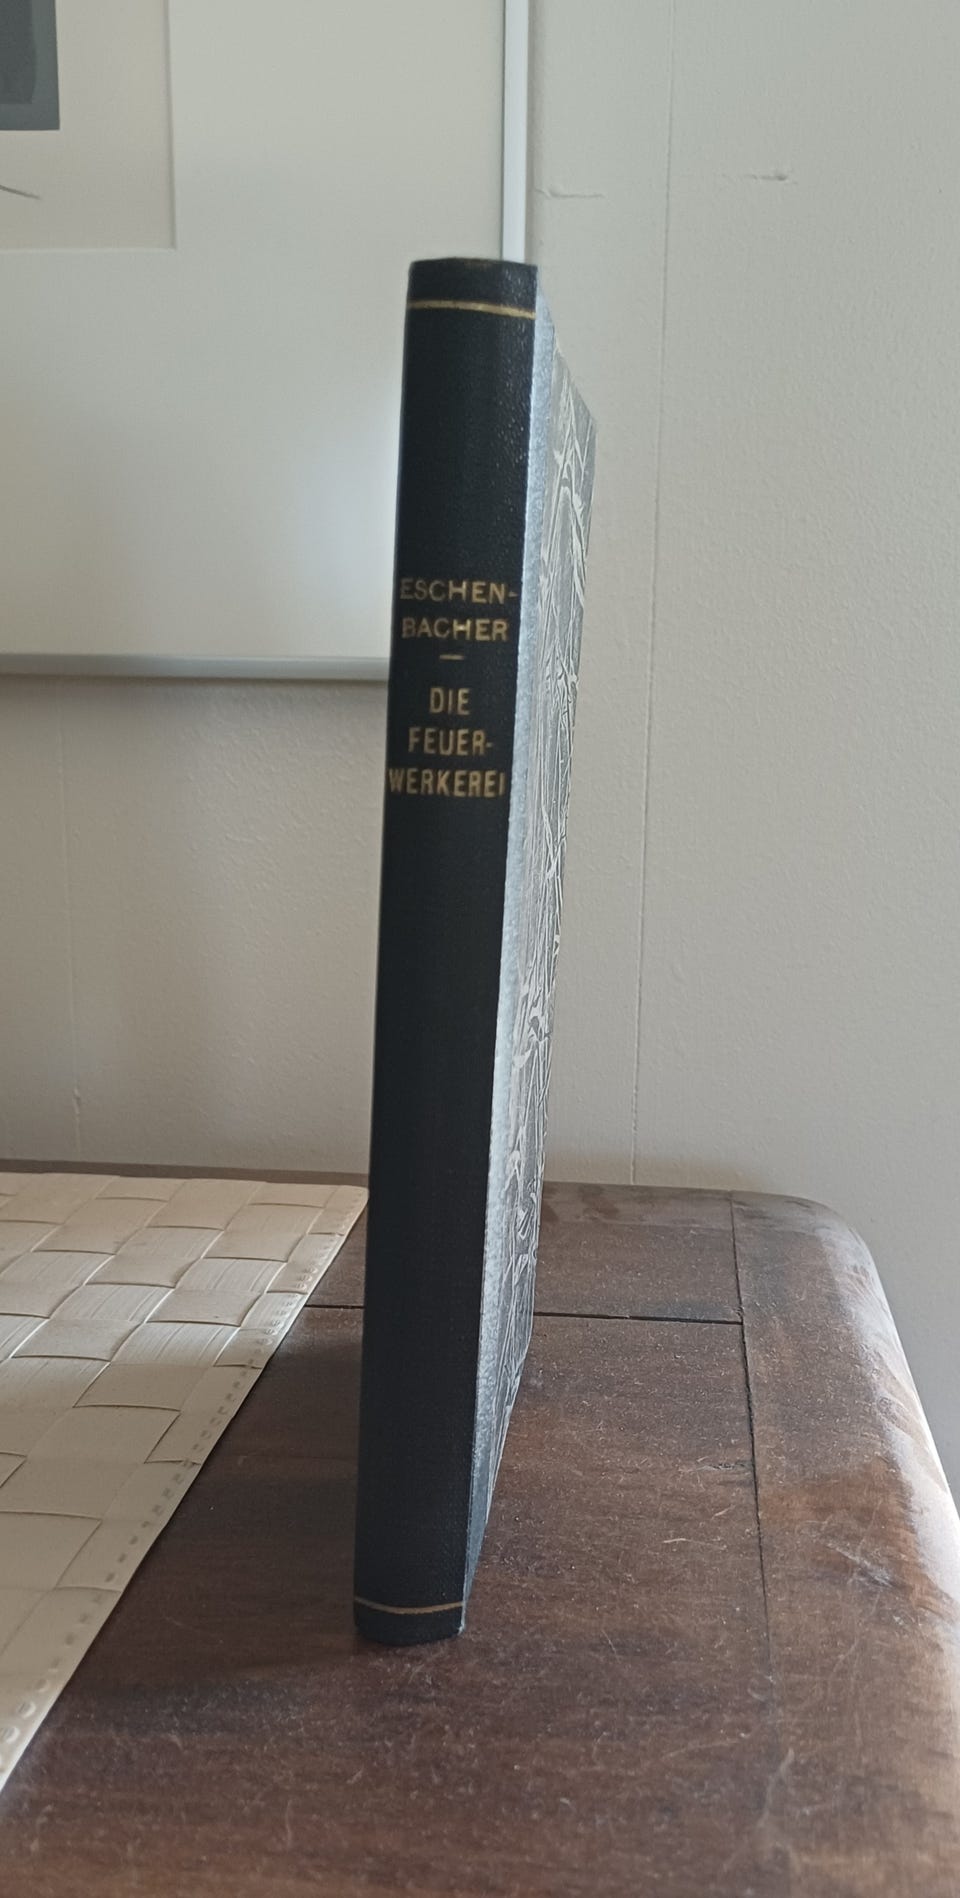 ESCHEN-
BACHER
—
DIE
FEUER-
WERKEREI